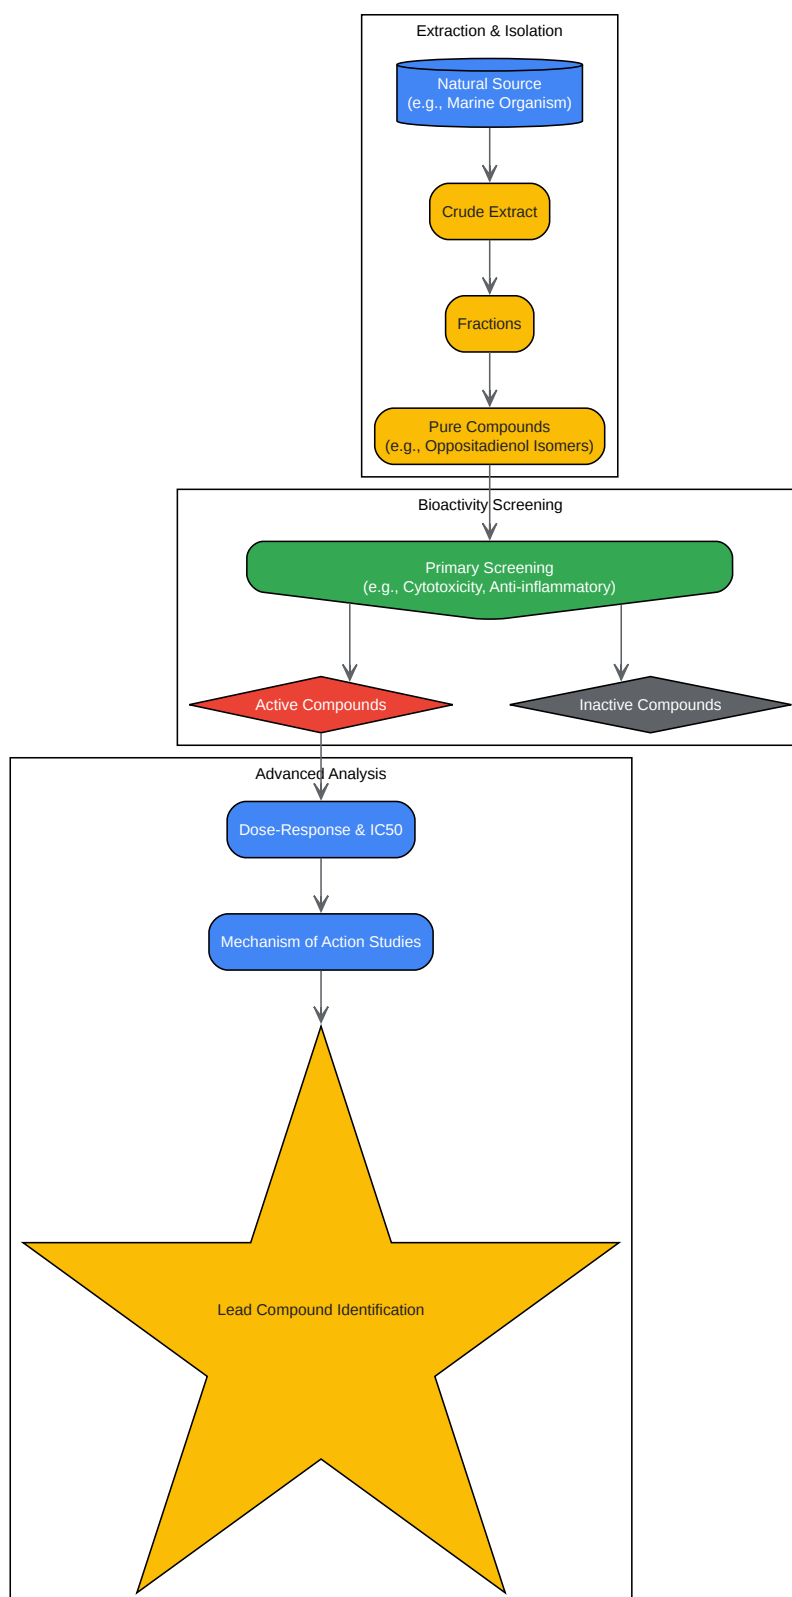 Extraction & Isolation
Natural Source
(e.g., Marine Organism)
Crude Extract
Fractions
Pure Compounds
(e.g., Oppositadienol Isomers)
Bioactivity Screening
Primary Screening
(e.g., Cytotoxicity, Anti-inflammatory)
Active Compounds
Inactive Compounds
Advanced Analysis
Dose-Response & IC50
Mechanism of Action Studies
Lead Compound Identification